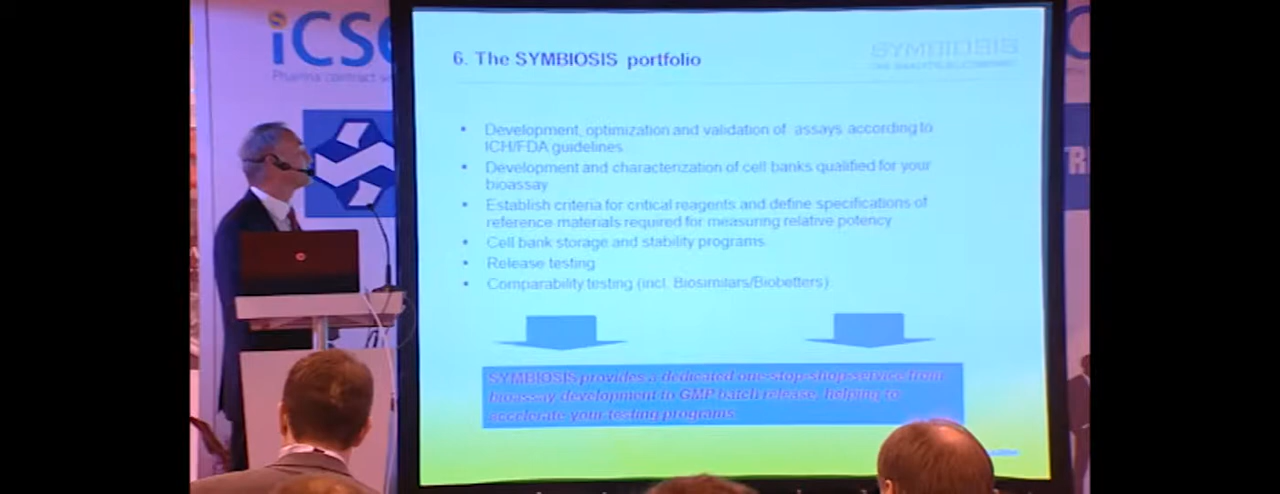 iCSE
Pharma contract
6. The SYMBIOSIS portfolio
SYMBIOSIS
• Development, optimization and validation of assays according to
ICH/FDA guidelines
• Development and characterization of cell banks qualified for your
bioassay
• Establish criteria for critical reagents and define specifications of
reference materials required for measuring relative potency
• Cell bank storage and stability programs
• Release testing
• Comparability testing (incl. Biosimilars/Biobetters)
SYMBIOSIS provides a dedicated one-stop-shop-service from
bioassay development to GMP batch release, helping to
accelerate your testing programs